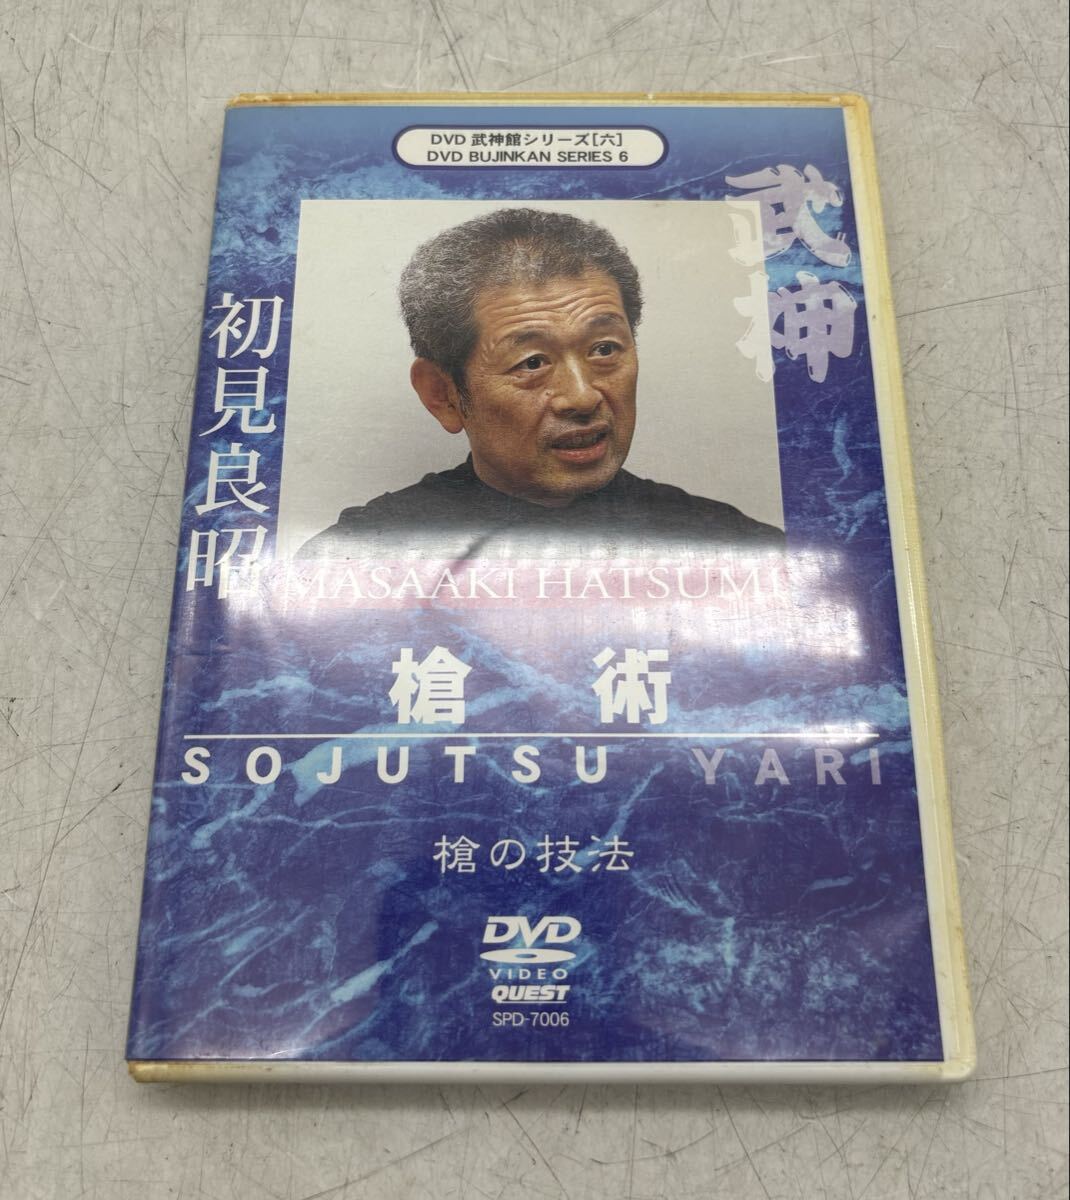 DVD 武神館シリーズ[六]
DVD BUJINKAN SERIES 6
武神
初見良昭
MASAAKI HATSUMI
槍術
SOJUTSU YARI
槍の技法
DVD
VIDEO
QUEST
SPD-7006